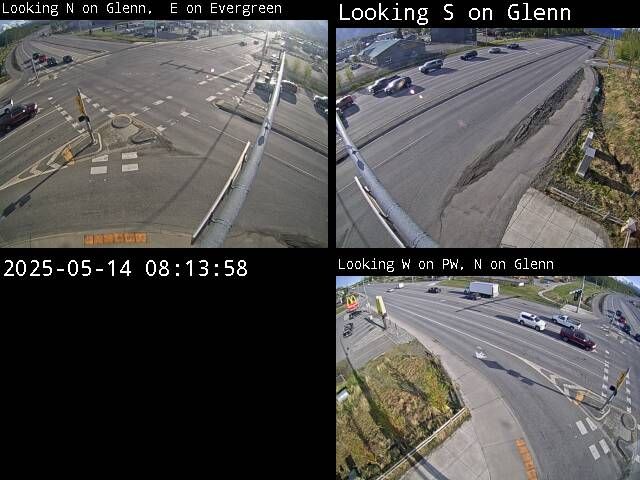 Looking N on Glenn,  E on Evergreen
Looking S on Glenn
2025-05-14 08:13:58
Looking W on PW, N on Glenn